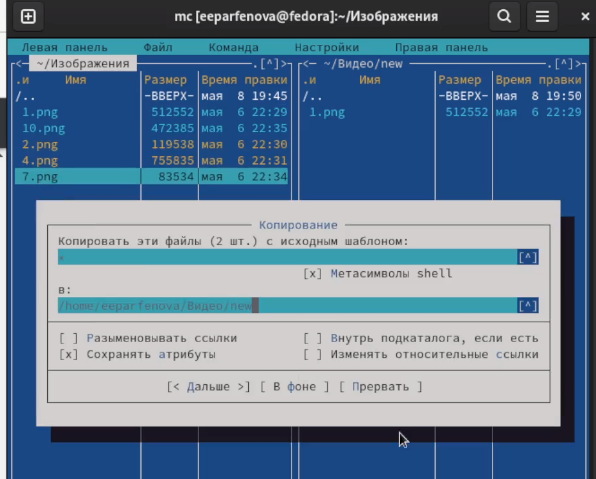 mc [eeparfenova@fedora]:~/Изображения
Левая панель Файл Команда Настройки Правая панель
<— ~/Изображения .[^]> <— ~/Видео/new .[^]>
.и Имя Размер Время правки .и Имя Размер Время правки
/.. -ВВЕРХ- мая 8 19:45 /.. -ВВЕРХ- мая 8 19:50
1.png 512552 мая 6 22:29 1.png 512552 мая 6 22:29
10.png 472385 мая 6 22:35
2.png 119538 мая 6 22:30
4.png 755835 мая 6 22:31
7.png 83534 мая 6 22:34
Копирование
Копировать эти файлы (2 шт.) с исходным шаблоном:
* [^]
[x] Метасимволы shell
в:
/home/eeparfenova/Видео/new [^]
[ ] Разыменовывать ссылки [ ] Внутрь подкаталога, если есть
[x] Сохранять атрибуты [ ] Изменять относительные ссылки
[< Дальше >] [ В фоне ] [ Прервать ]